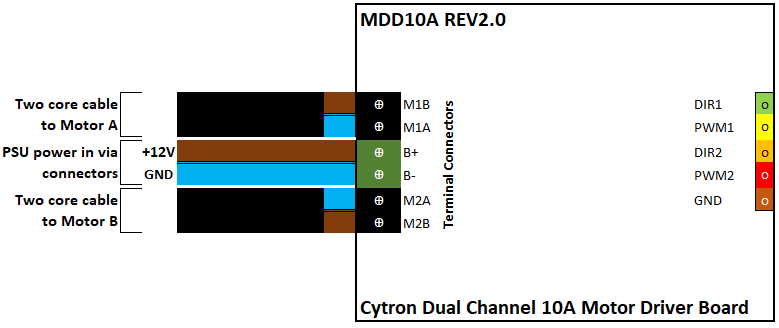 MDD10A REV2.0
Two core cable
to Motor A
M1B
M1A
PSU power in via
connectors
+12V
GND
B+
B-
Two core cable
to Motor B
M2A
M2B
Terminal Connectors
DIR1 o
PWM1 o
DIR2 o
PWM2 o
GND o
Cytron Dual Channel 10A Motor Driver Board